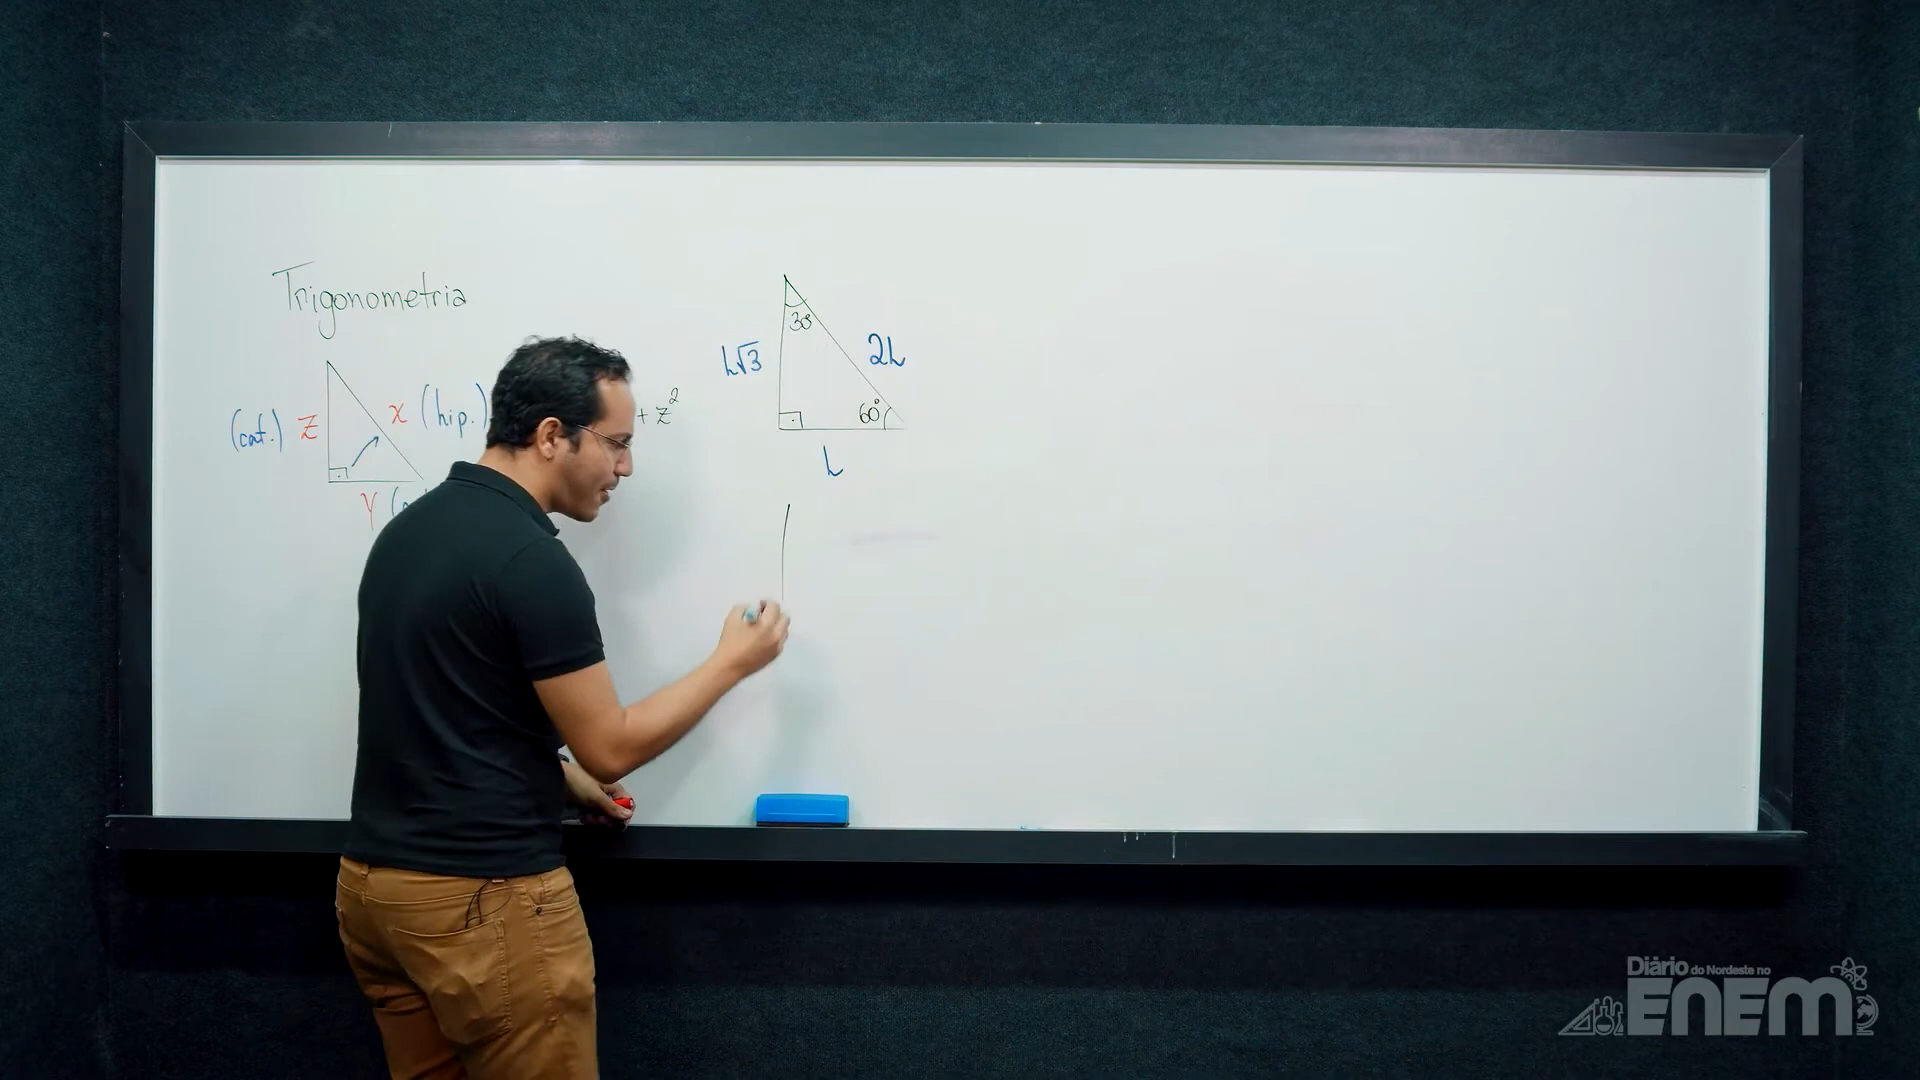 Trigonometria
(cat.) z
x (hip.)
+ z²
y
30°
L√3
2L
60°
L
Diário do Nordeste no
ENEM